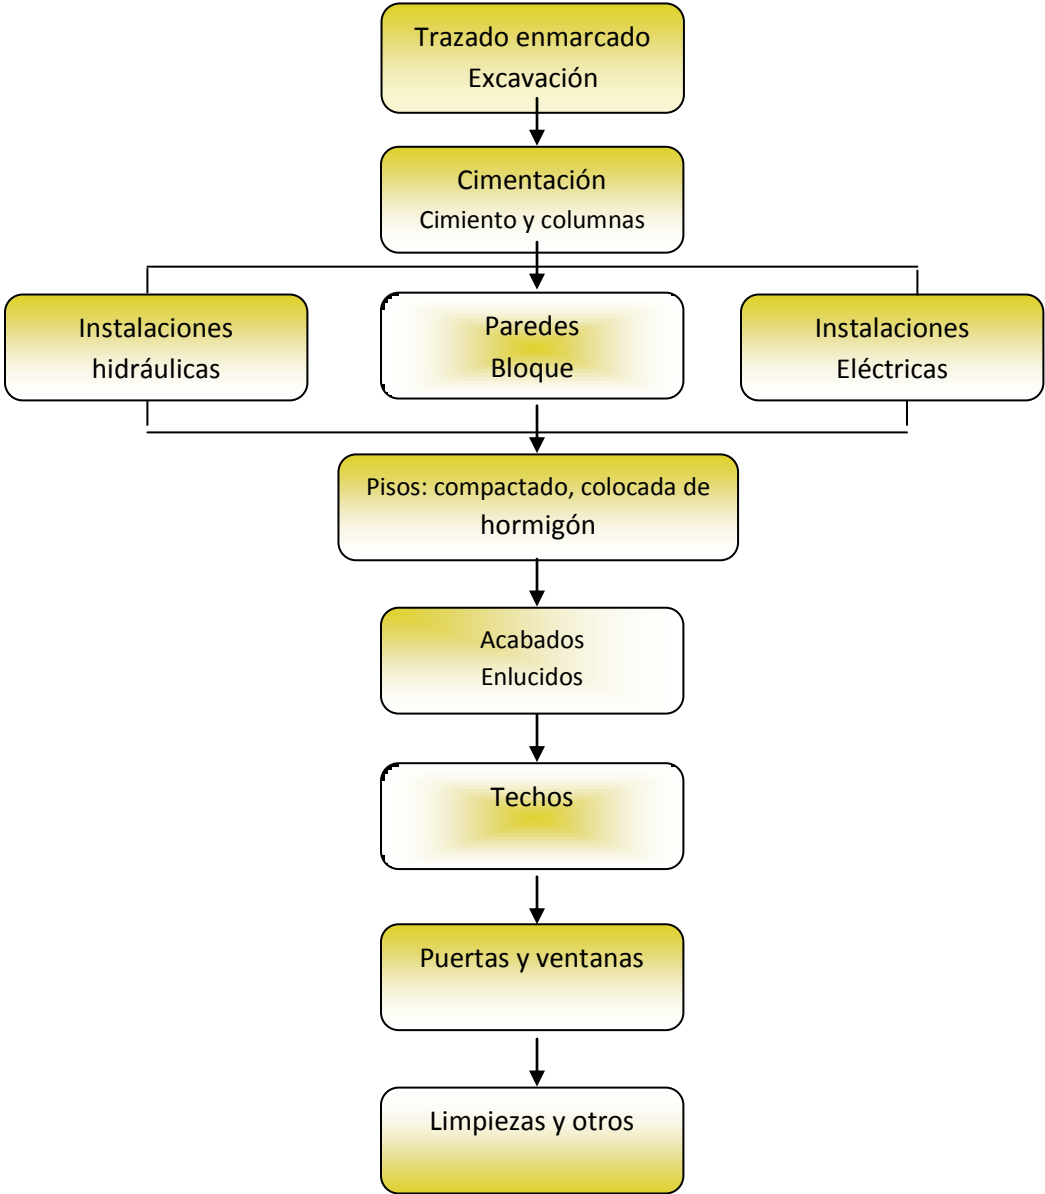 Trazado enmarcado
Excavación
Cimentación
Cimiento y columnas
Instalaciones
hidráulicas
Paredes
Bloque
Instalaciones
Eléctricas
Pisos: compactado, colocada de
hormigón
Acabados
Enlucidos
Techos
Puertas y ventanas
Limpiezas y otros